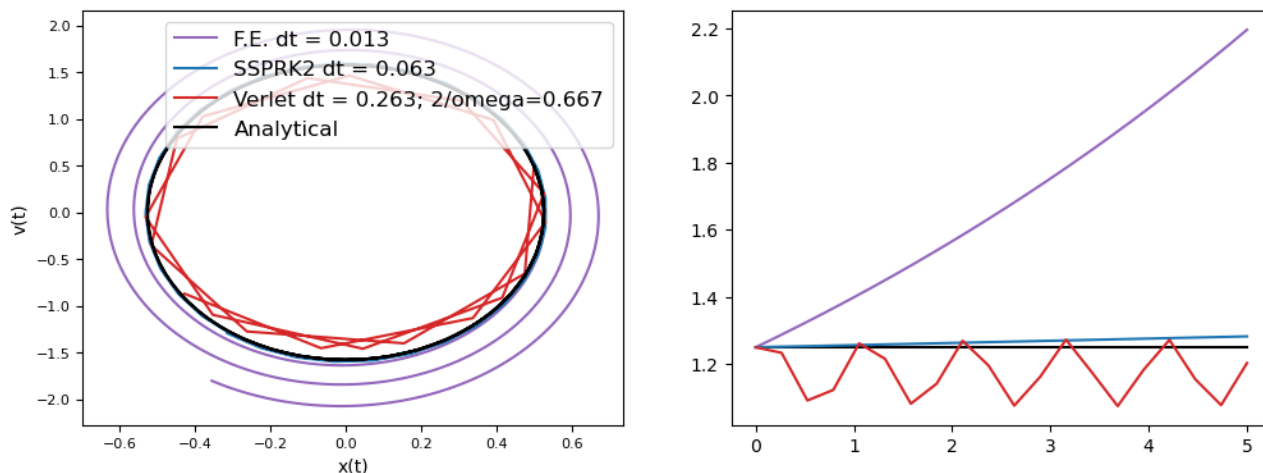 2.0
1.5
1.0
0.5
0.0
−0.5
−1.0
−1.5
−2.0
v(t)
F.E. dt = 0.013
SSPRK2 dt = 0.063
Verlet dt = 0.263; 2/omega=0.667
Analytical
−0.6 −0.4 −0.2 0.0 0.2 0.4 0.6
x(t)
2.2
2.0
1.8
1.6
1.4
1.2
0 1 2 3 4 5